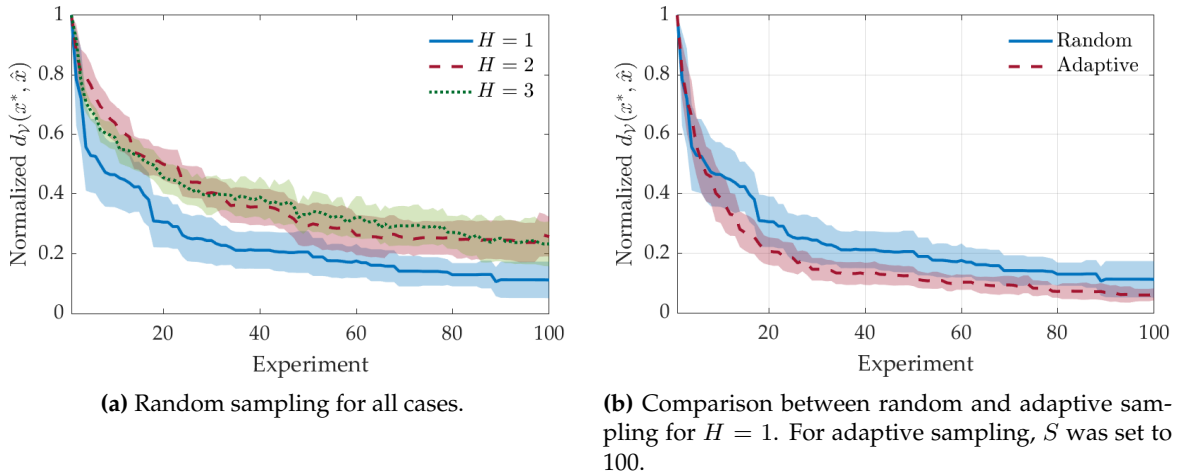 Normalized d_𝒱(x*, x̂)
1
0.8
0.6
0.4
0.2
0
20 40 60 80 100
Experiment
H = 1
H = 2
H = 3
(a) Random sampling for all cases.
Normalized d_𝒱(x*, x̂)
1
0.8
0.6
0.4
0.2
0
20 40 60 80 100
Experiment
Random
Adaptive
(b) Comparison between random and adaptive sam-
pling for H = 1. For adaptive sampling, S was set to
100.